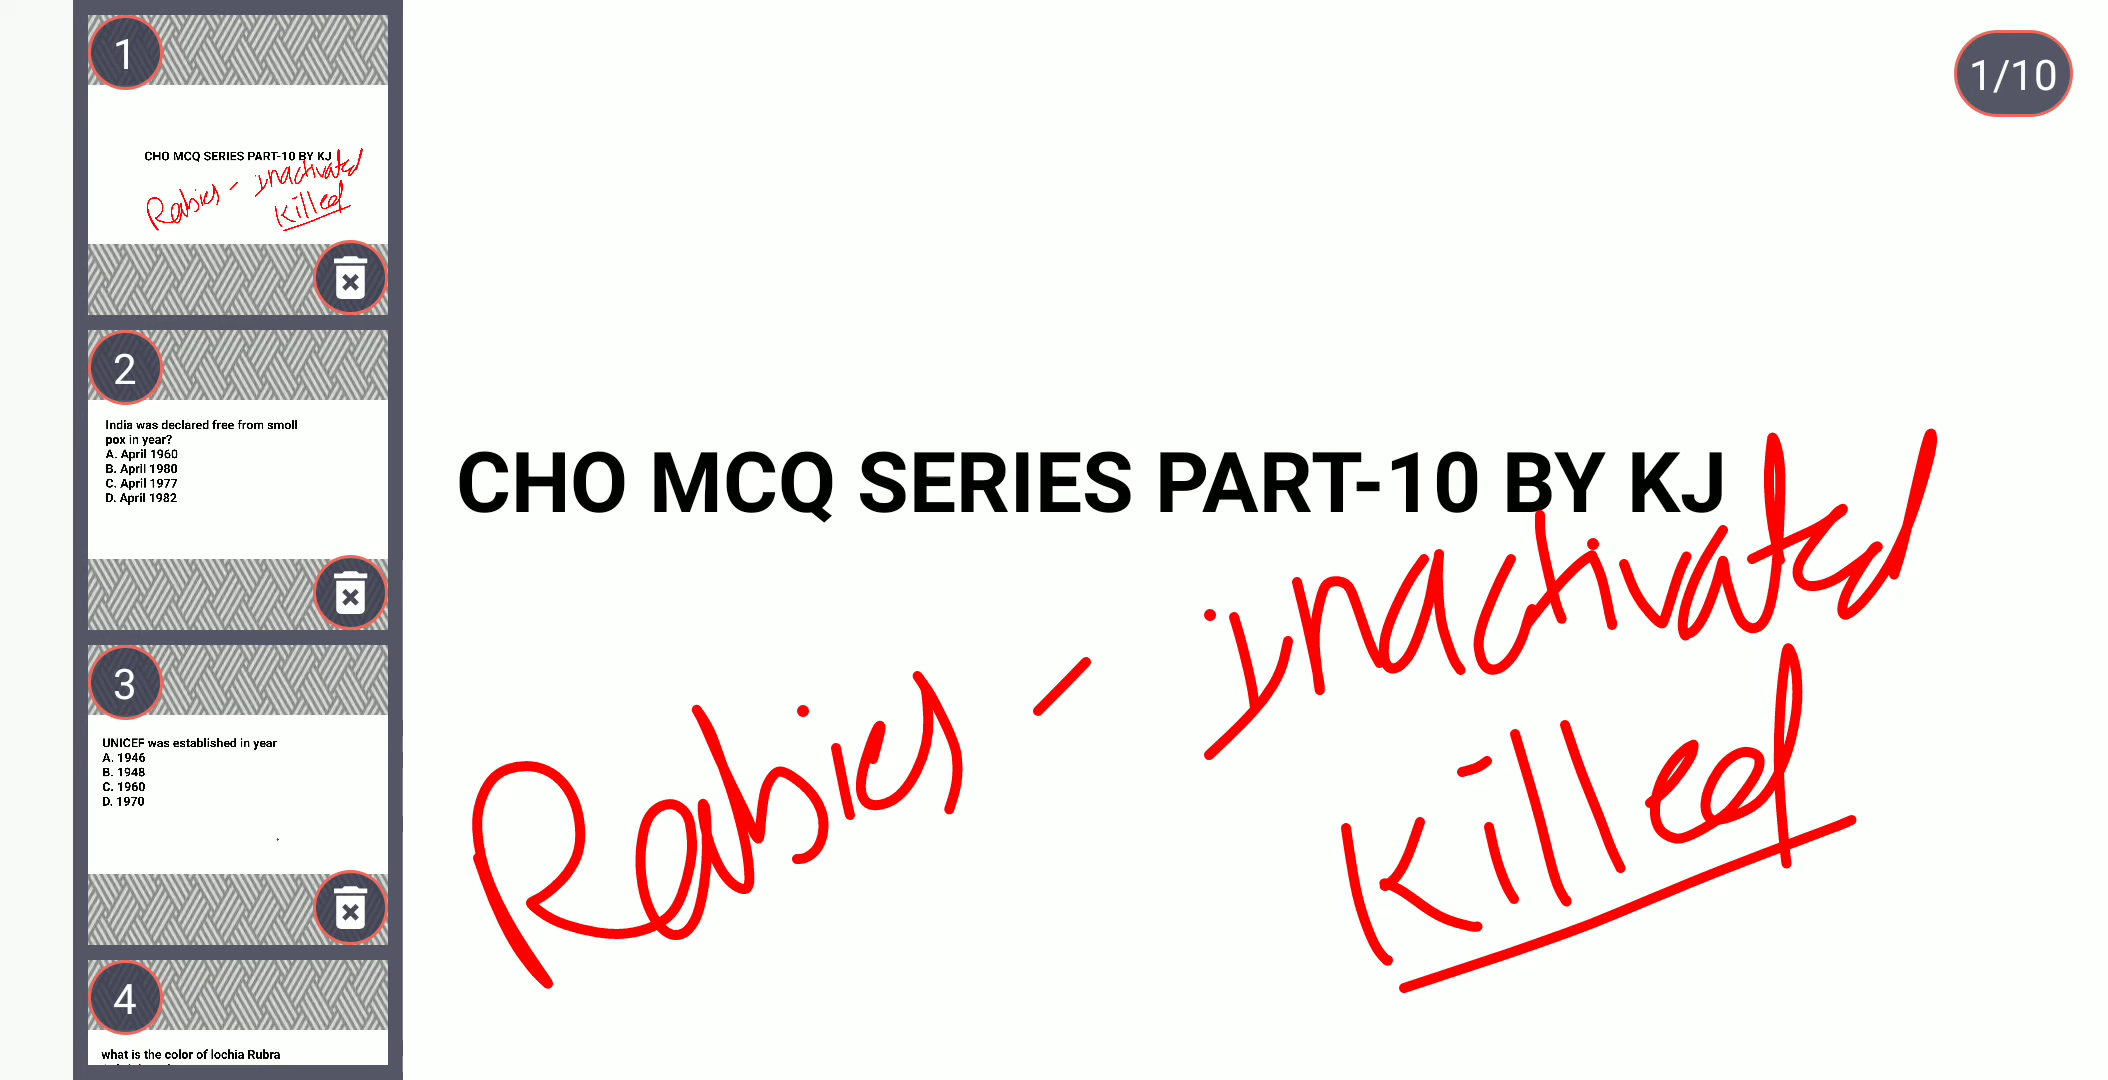 1
CHO MCQ SERIES PART-10 BY KJ
Rabies - inactivated
killed
2
India was declared free from smoll
pox in year?
A. April 1960
B. April 1980
C. April 1977
D. April 1982
3
UNICEF was established in year
A. 1946
B. 1948
C. 1960
D. 1970
4
what is the color of lochia Rubra
1/10
CHO MCQ SERIES PART-10 BY KJ
Rabies - inactivated
killed